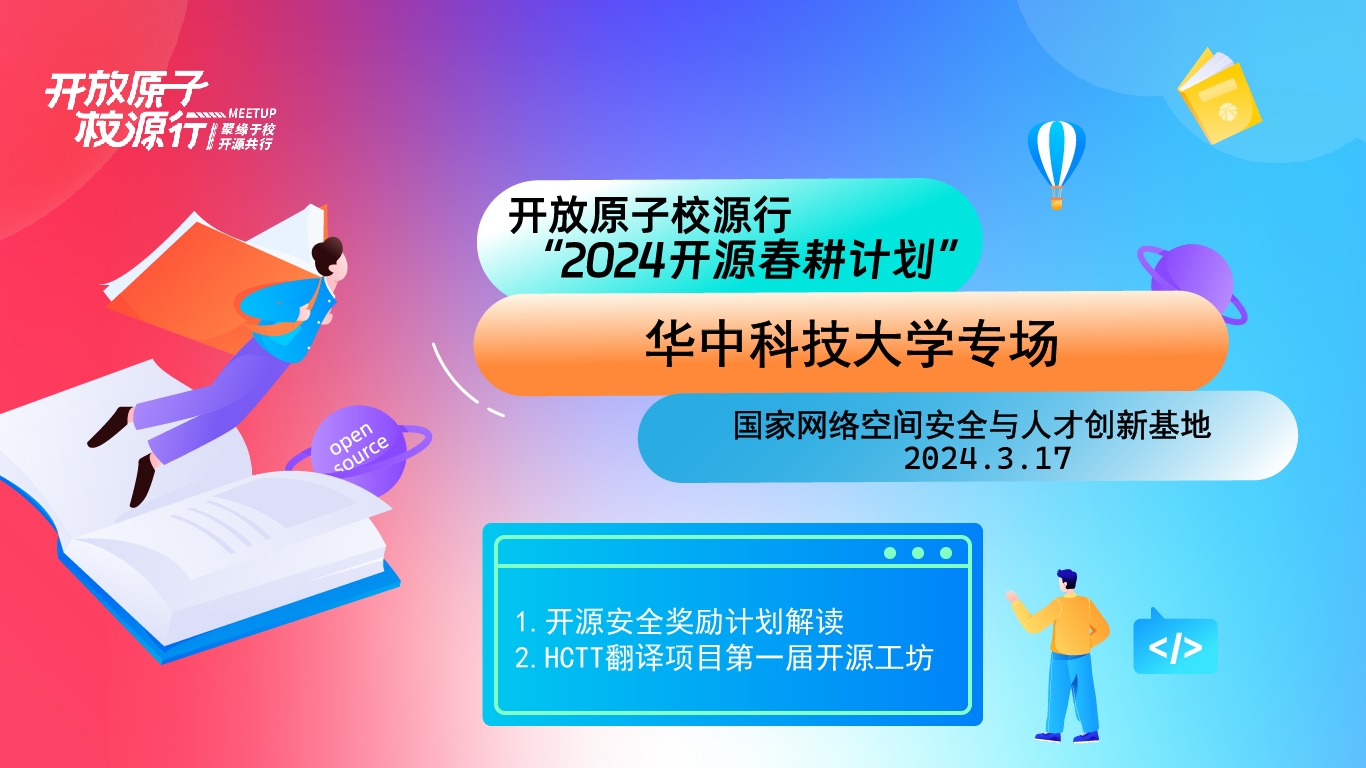 开放原子
校源行
MEETUP
聚缘于校
开源共行
开放原子校源行
“2024开源春耕计划”
华中科技大学专场
国家网络空间安全与人才创新基地
2024.3.17
open
source
1. 开源安全奖励计划解读
2. HCTT翻译项目第一届开源工坊
</>